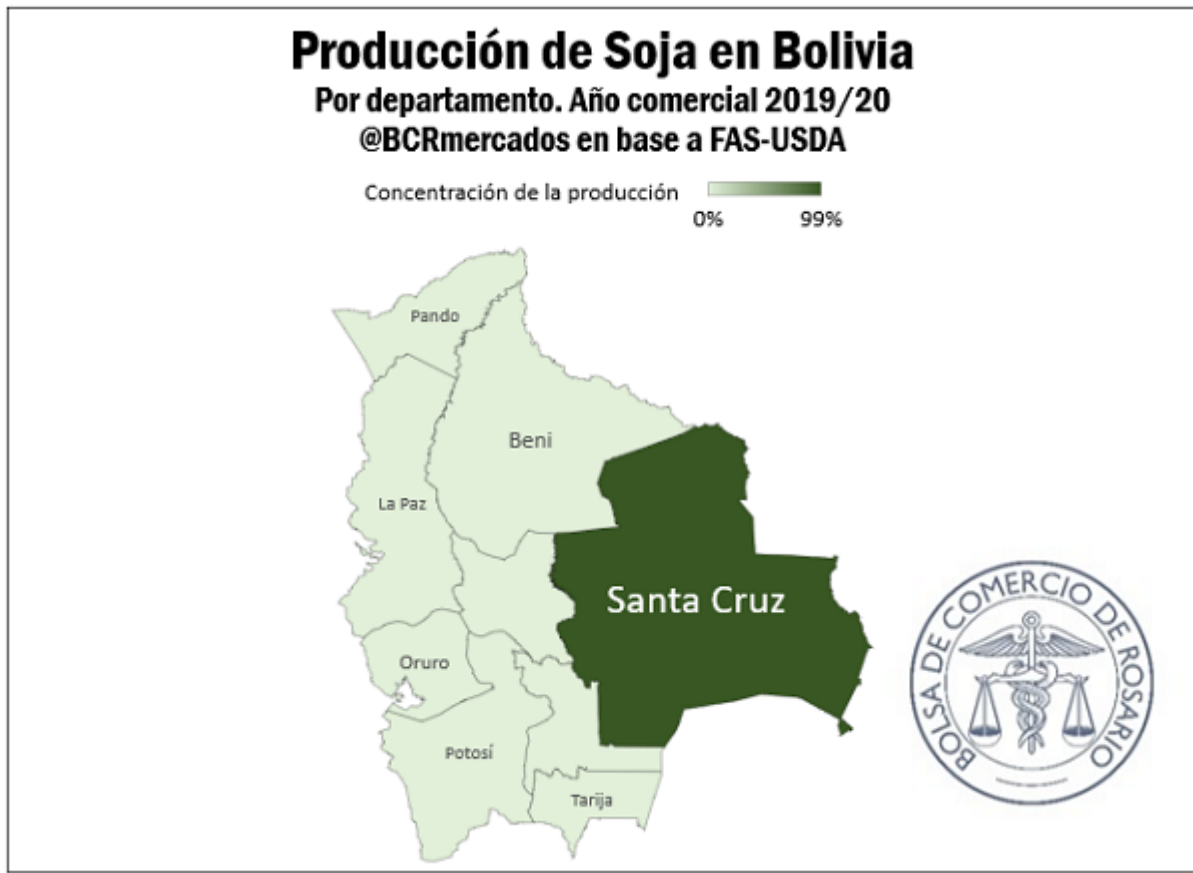 Producción de Soja en Bolivia
Por departamento. Año comercial 2019/20
@BCRmercados en base a FAS-USDA
Concentración de la producción
0% 99%
Pando
Beni
La Paz
Santa Cruz
Oruro
Potosí
Tarija
BOLSA DE COMERCIO DE ROSARIO